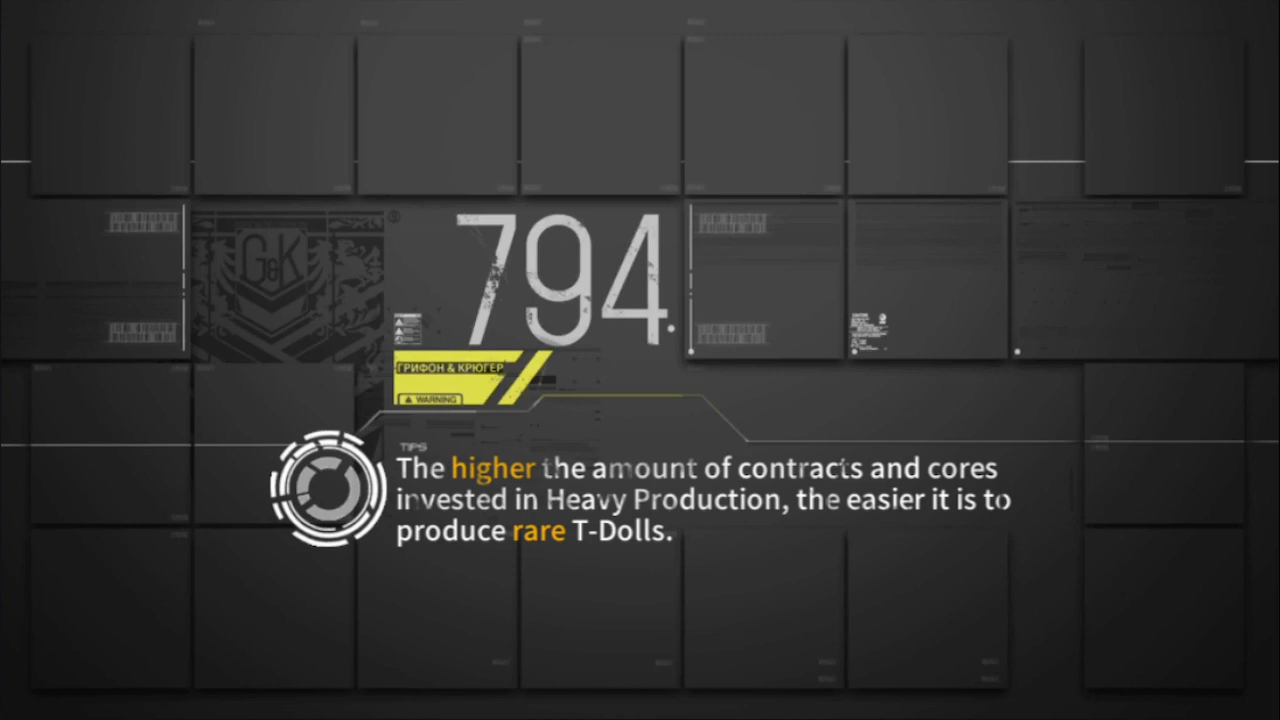 G&K
794.
ГРИФОН & КРЮГЕР
WARNING
TIPS
The higher the amount of contracts and cores
invested in Heavy Production, the easier it is to
produce rare T-Dolls.